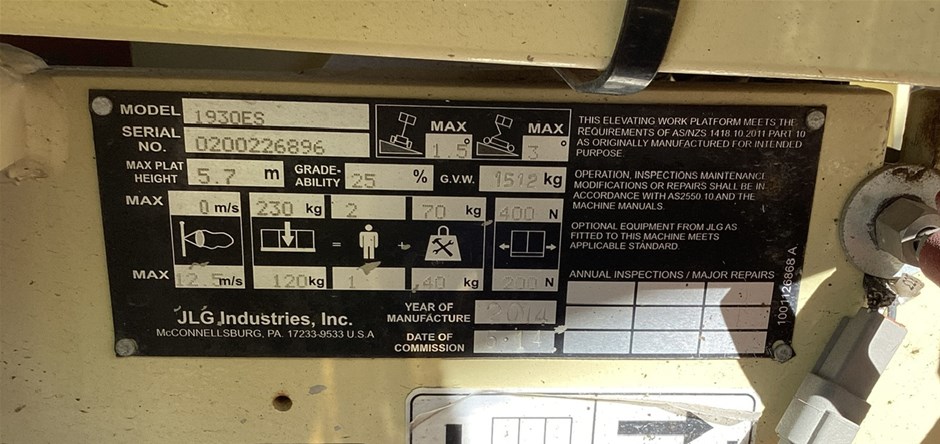 MODEL 1930ES
SERIAL NO. 0200226896
MAX PLAT HEIGHT 5.7 m
GRADE-ABILITY 25 %
G.V.W. 1512 kg
MAX 1.5°
MAX 3°
MAX 0 m/s 230 kg 2 70 kg 400 N
= +
MAX 12.5 m/s 120 kg 1 40 kg 200 N
JLG Industries, Inc.
McCONNELLSBURG, PA. 17233-9533 U.S.A
YEAR OF MANUFACTURE 2014
DATE OF COMMISSION
THIS ELEVATING WORK PLATFORM MEETS THE
REQUIREMENTS OF AS/NZS 1418.10.2011 PART 10
AS ORIGINALLY MANUFACTURED FOR INTENDED
PURPOSE.
OPERATION, INSPECTIONS MAINTENANCE
MODIFICATIONS OR REPAIRS SHALL BE IN
ACCORDANCE WITH AS2550.10 AND THE
MACHINE MANUALS.
OPTIONAL EQUIPMENT FROM JLG AS
FITTED TO THIS MACHINE MEETS
APPLICABLE STANDARD.
ANNUAL INSPECTIONS / MAJOR REPAIRS
1001126868 A